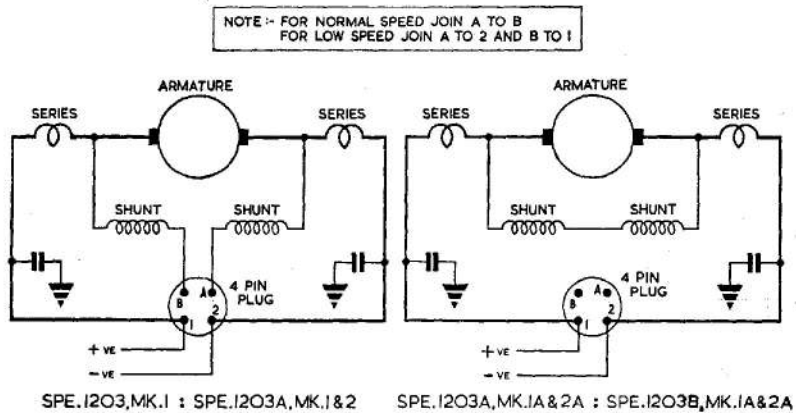 NOTE :- FOR NORMAL SPEED JOIN A TO B
FOR LOW SPEED JOIN A TO 2 AND B TO 1
ARMATURE
SERIES
SERIES
SHUNT
SHUNT
4 PIN
PLUG
B
A
1
2
+ VE
- VE
SPE.1203,MK.1 : SPE.1203A,MK.1&2
ARMATURE
SERIES
SERIES
SHUNT
SHUNT
4 PIN
PLUG
B
A
1
2
+ VE
- VE
SPE.1203A,MK.1A&2A : SPE.1203B,MK.1A&2A